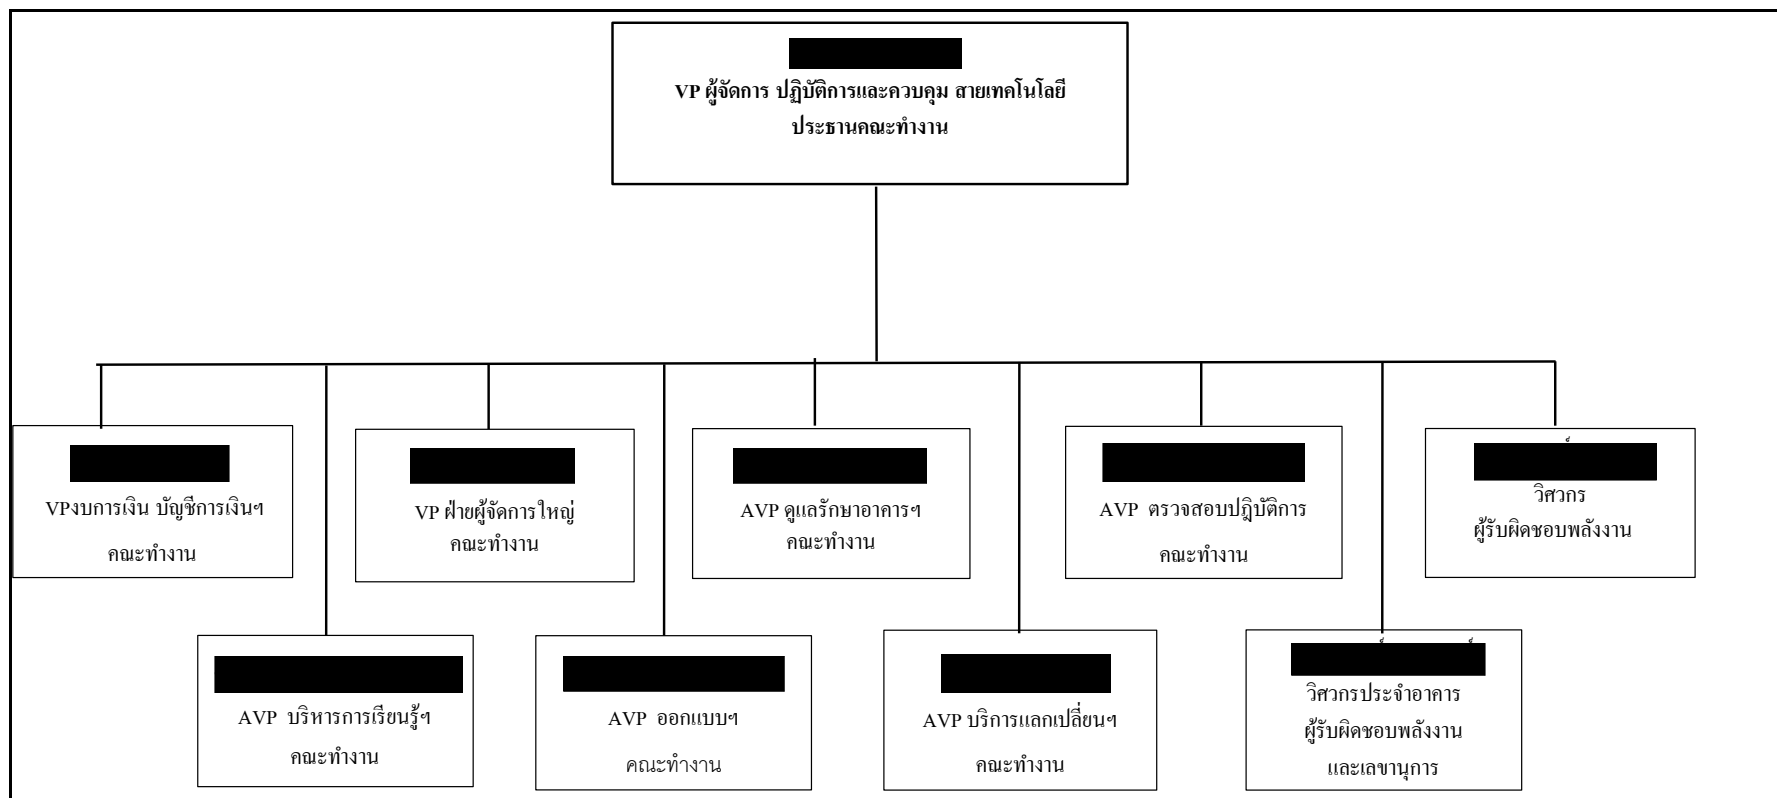 VP ผู้จัดการ ปฏิบัติการและควบคุม สายเทคโนโลยี
ประธานคณะทำงาน
VPงบการเงิน บัญชีการเงินฯ
คณะทำงาน
VP ฝ่ายผู้จัดการใหญ่
คณะทำงาน
AVP ดูแลรักษาอาคารฯ
คณะทำงาน
AVP ตรวจสอบปฎิบัติการ
คณะทำงาน
วิศวกร
ผู้รับผิดชอบพลังงาน
AVP บริหารการเรียนรู้ฯ
คณะทำงาน
AVP ออกแบบฯ
คณะทำงาน
AVP บริการแลกเปลี่ยนฯ
คณะทำงาน
วิศวกรประจำอาคาร
ผู้รับผิดชอบพลังงาน
และเลขานุการ